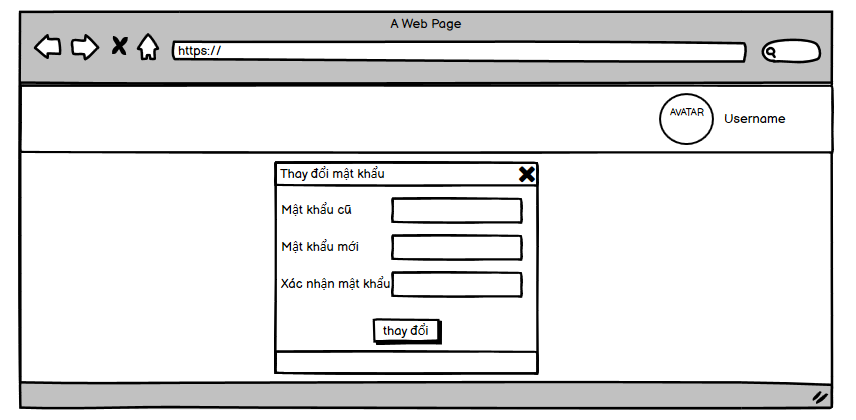 A Web Page
https://
AVATAR
Username
Thay đổi mật khẩu
Mật khẩu cũ
Mật khẩu mới
Xác nhận mật khẩu
thay đổi